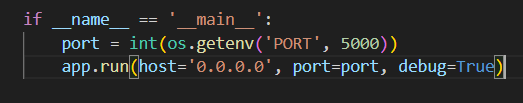 if __name__ == '__main__':
    port = int(os.getenv('PORT', 5000))
    app.run(host='0.0.0.0', port=port, debug=True)